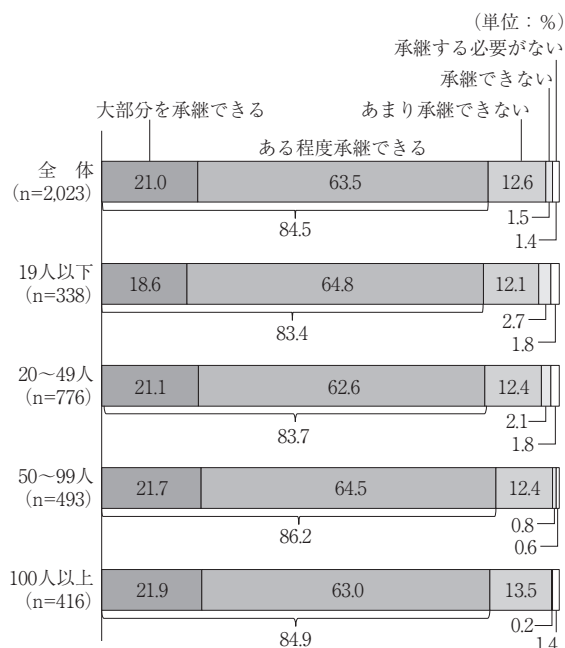 (単位：%)
承継する必要がない
承継できない
大部分を承継できる
あまり承継できない
ある程度承継できる
全　体
(n=2,023)
21.0
63.5
12.6
1.5
1.4
84.5
19人以下
(n=338)
18.6
64.8
12.1
2.7
1.8
83.4
20～49人
(n=776)
21.1
62.6
12.4
2.1
1.8
83.7
50～99人
(n=493)
21.7
64.5
12.4
0.8
0.6
86.2
100人以上
(n=416)
21.9
63.0
13.5
0.2
1.4
84.9